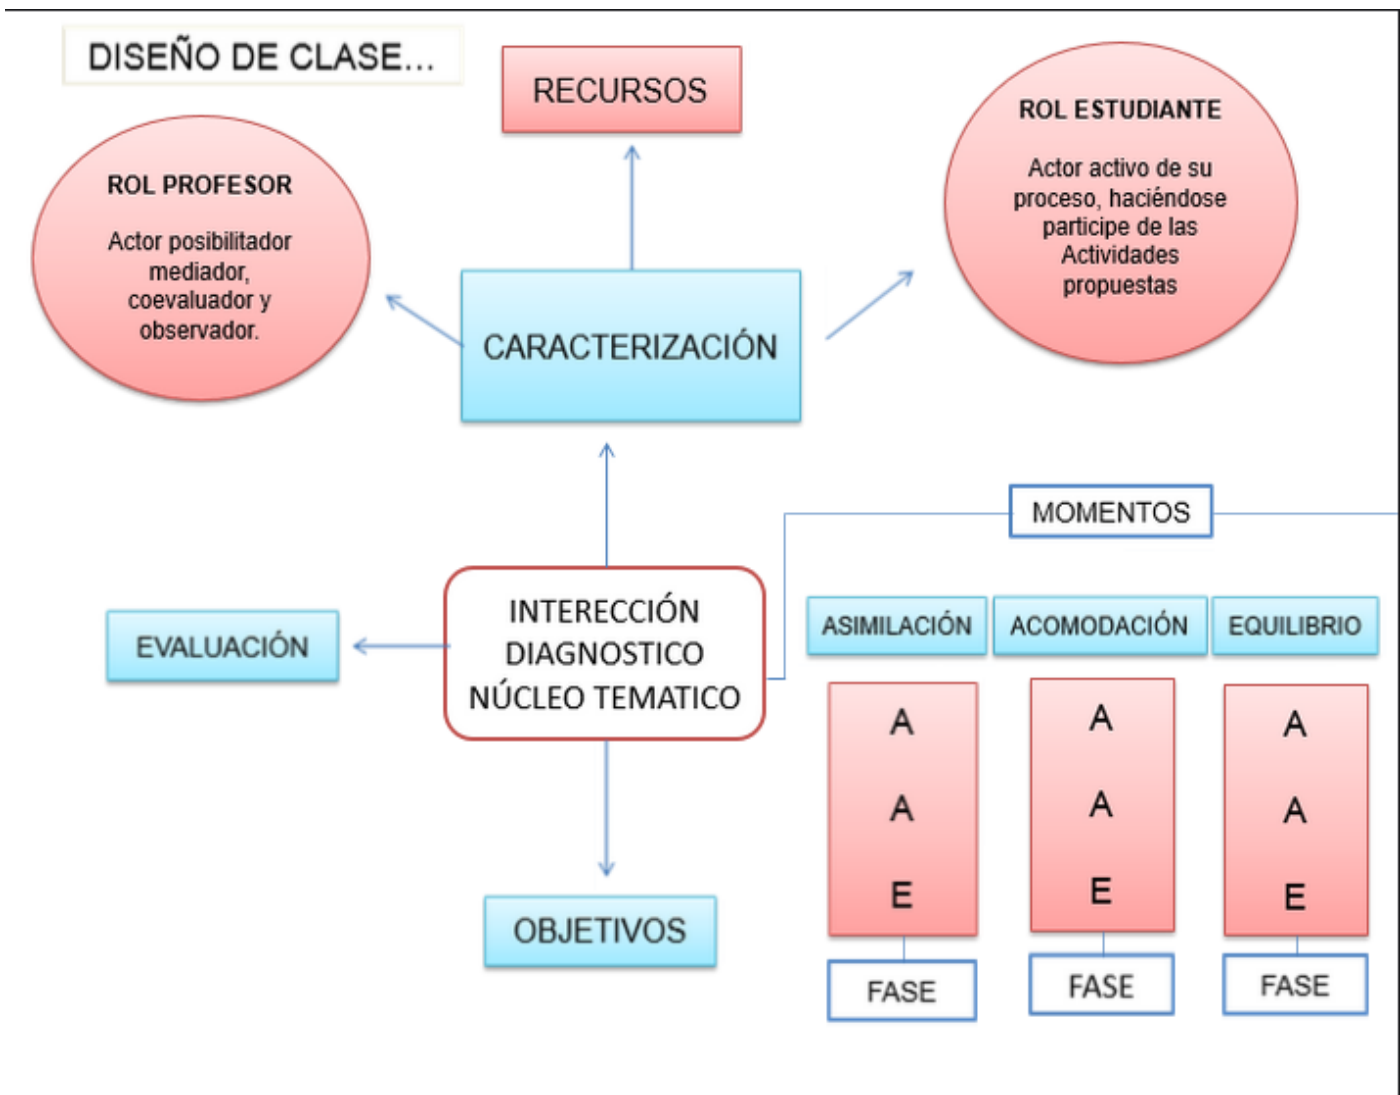 DISEÑO DE CLASE...
RECURSOS
ROL ESTUDIANTE
Actor activo de su
proceso, haciéndose
participe de las
Actividades
propuestas
ROL PROFESOR
Actor posibilitador
mediador,
coevaluador y
observador.
CARACTERIZACIÓN
MOMENTOS
INTERECCIÓN
DIAGNOSTICO
NÚCLEO TEMATICO
EVALUACIÓN
OBJETIVOS
ASIMILACIÓN
ACOMODACIÓN
EQUILIBRIO
A
A
E
FASE
A
A
E
FASE
A
A
E
FASE